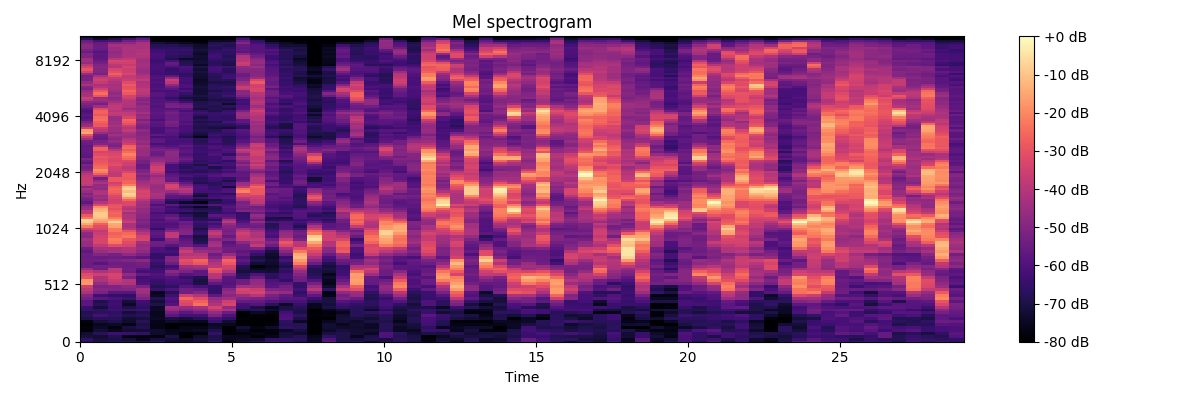 Mel spectrogram
+0 dB
8192
-10 dB
4096
-20 dB
-30 dB
2048
Hz
-40 dB
1024
-50 dB
512
-60 dB
-70 dB
0
-80 dB
0 5 10 15 20 25
Time